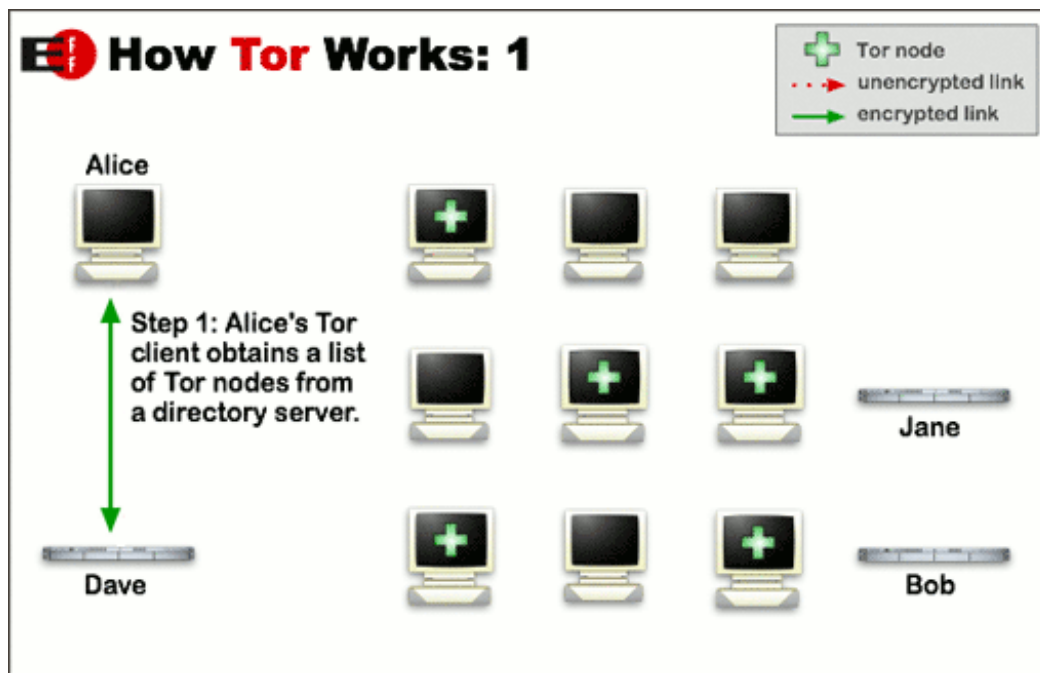 EFF How Tor Works: 1
Tor node
unencrypted link
encrypted link
Alice
Step 1: Alice's Tor
client obtains a list
of Tor nodes from
a directory server.
Jane
Dave
Bob